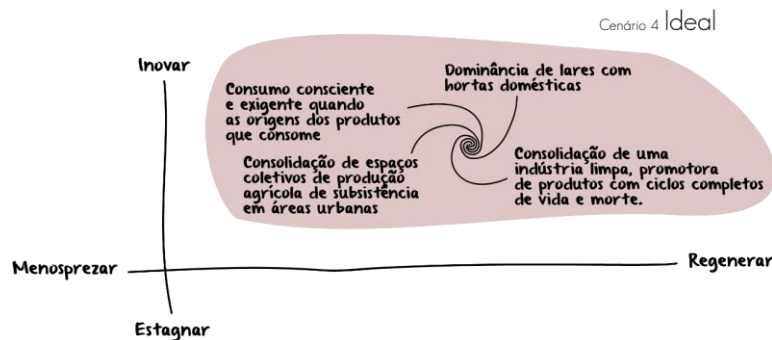 Cenário 4 Ideal
Inovar
Consumo consciente
e exigente quando
as origens dos produtos
que consome
Dominância de lares com
hortas domésticas
Consolidação de espaços
coletivos de produção
agrícola de subsistência
em áreas urbanas
Consolidação de uma
indústria limpa, promotora
de produtos com ciclos completos
de vida e morte.
Menosprezar
Regenerar
Estagnar